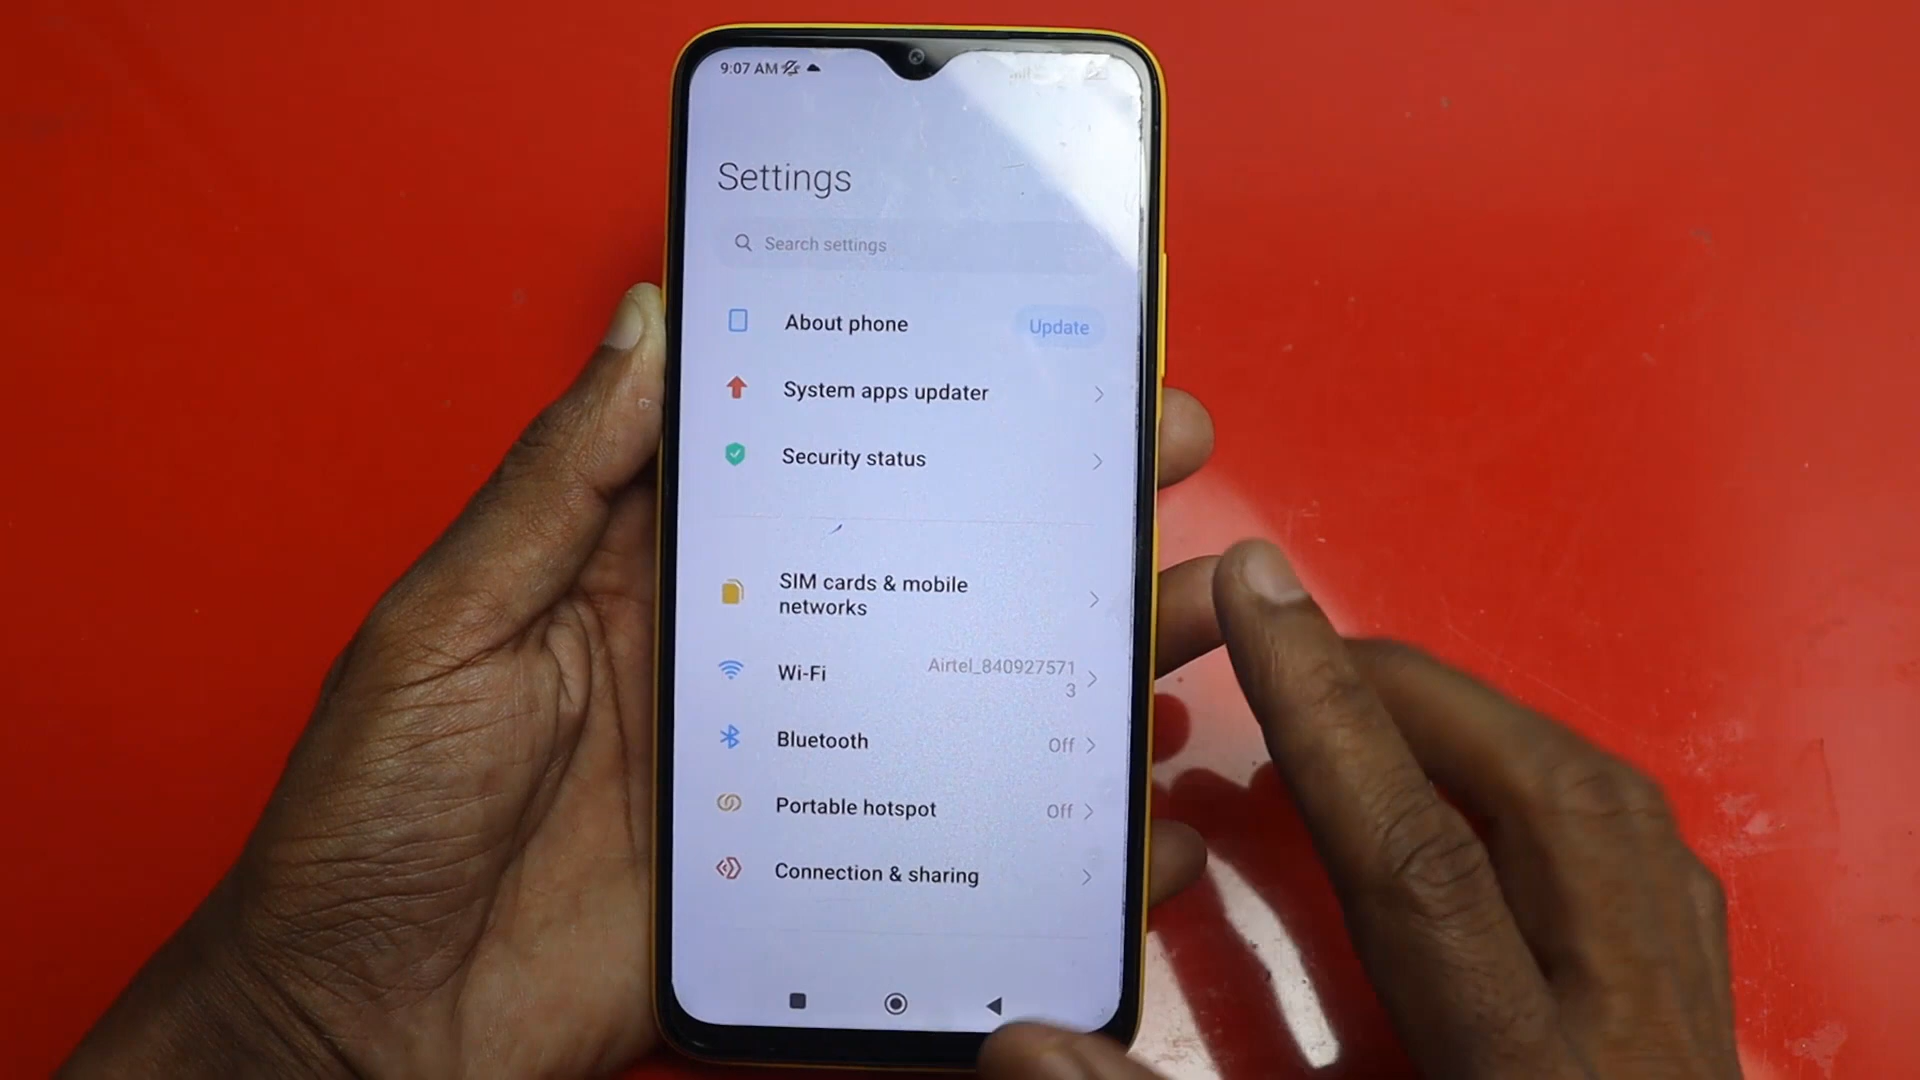 9:07 AM
Settings
Search settings
About phone
Update
System apps updater
Security status
SIM cards & mobile
networks
Wi-Fi
Airtel_840927571
3
Bluetooth
Off
Portable hotspot
Off
Connection & sharing